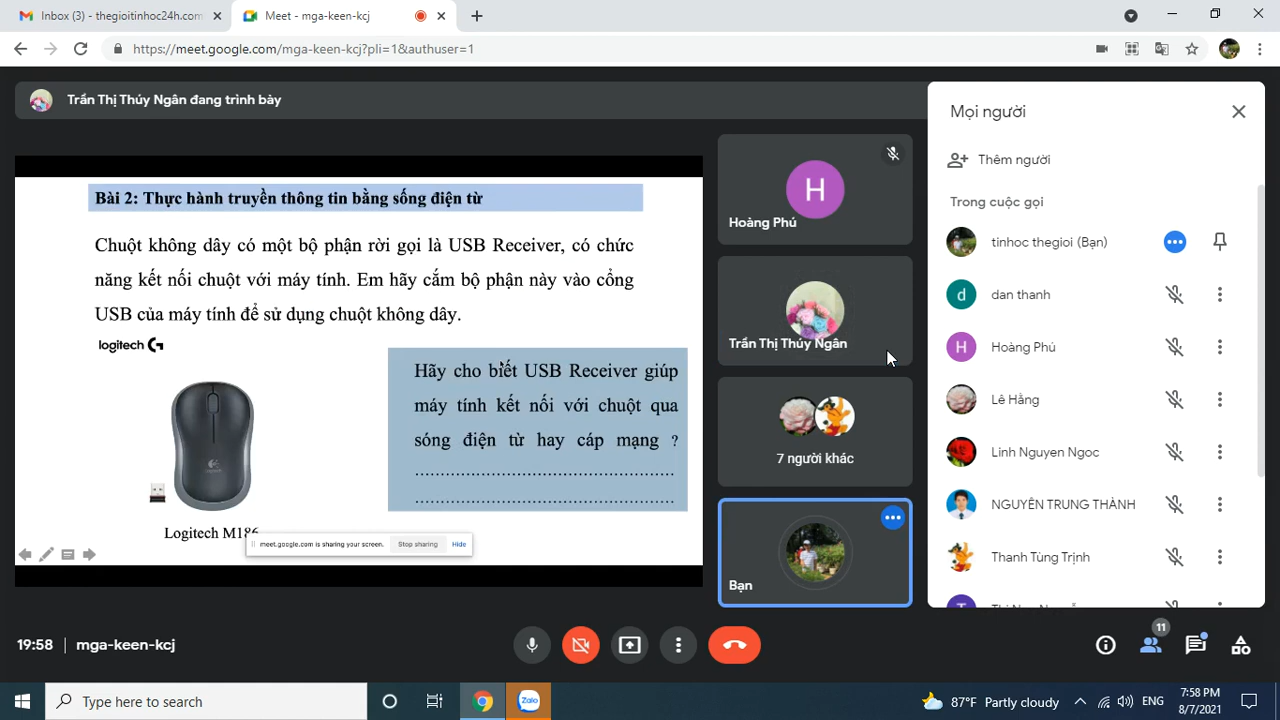 Inbox (3) - thegioitinhoc24h.com
Meet - mga-keen-kcj
https://meet.google.com/mga-keen-kcj?pli=1&authuser=1
Trần Thị Thúy Ngân đang trình bày
Bài 2: Thực hành truyền thông tin bằng sống điện từ
Chuột không dây có một bộ phận rời gọi là USB Receiver, có chức
năng kết nối chuột với máy tính. Em hãy cắm bộ phận này vào cổng
USB của máy tính để sử dụng chuột không dây.
logitech G
Hãy cho biết USB Receiver giúp
máy tính kết nối với chuột qua
sóng điện từ hay cáp mạng ?
Logitech M186
meet.google.com is sharing your screen.
Stop sharing
Hide
H
Hoàng Phú
Trần Thị Thúy Ngân
7 người khác
Bạn
Mọi người
Thêm người
Trong cuộc gọi
tinhoc thegioi (Bạn)
d
dan thanh
H
Hoàng Phú
Lê Hằng
Linh Nguyen Ngoc
NGUYỄN TRUNG THÀNH
Thanh Tùng Trịnh
19:58
mga-keen-kcj
11
Type here to search
Zalo
87°F Partly cloudy
ENG
7:58 PM
8/7/2021